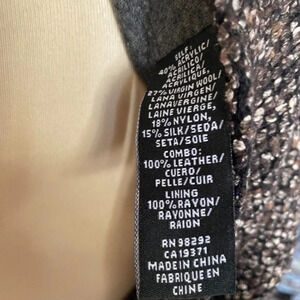 40% ACRYLIC/
ACRILICO/
ACRILICA/
ACRYLIQUE,
27% VIRGIN WOOL/
LANA VIRGEN/
LANAVERGINE/
LAINE VIERGE,
18% NYLON,
15% SILK/SEDA/
SETA/SOIE
COMBO:
100% LEATHER/
CUERO/
PELLE/CUIR
LINING
100% RAYON/
RAYONNE/
RAION
RN 98292
CA19371
MADE IN CHINA
FABRIQUE EN
CHINE